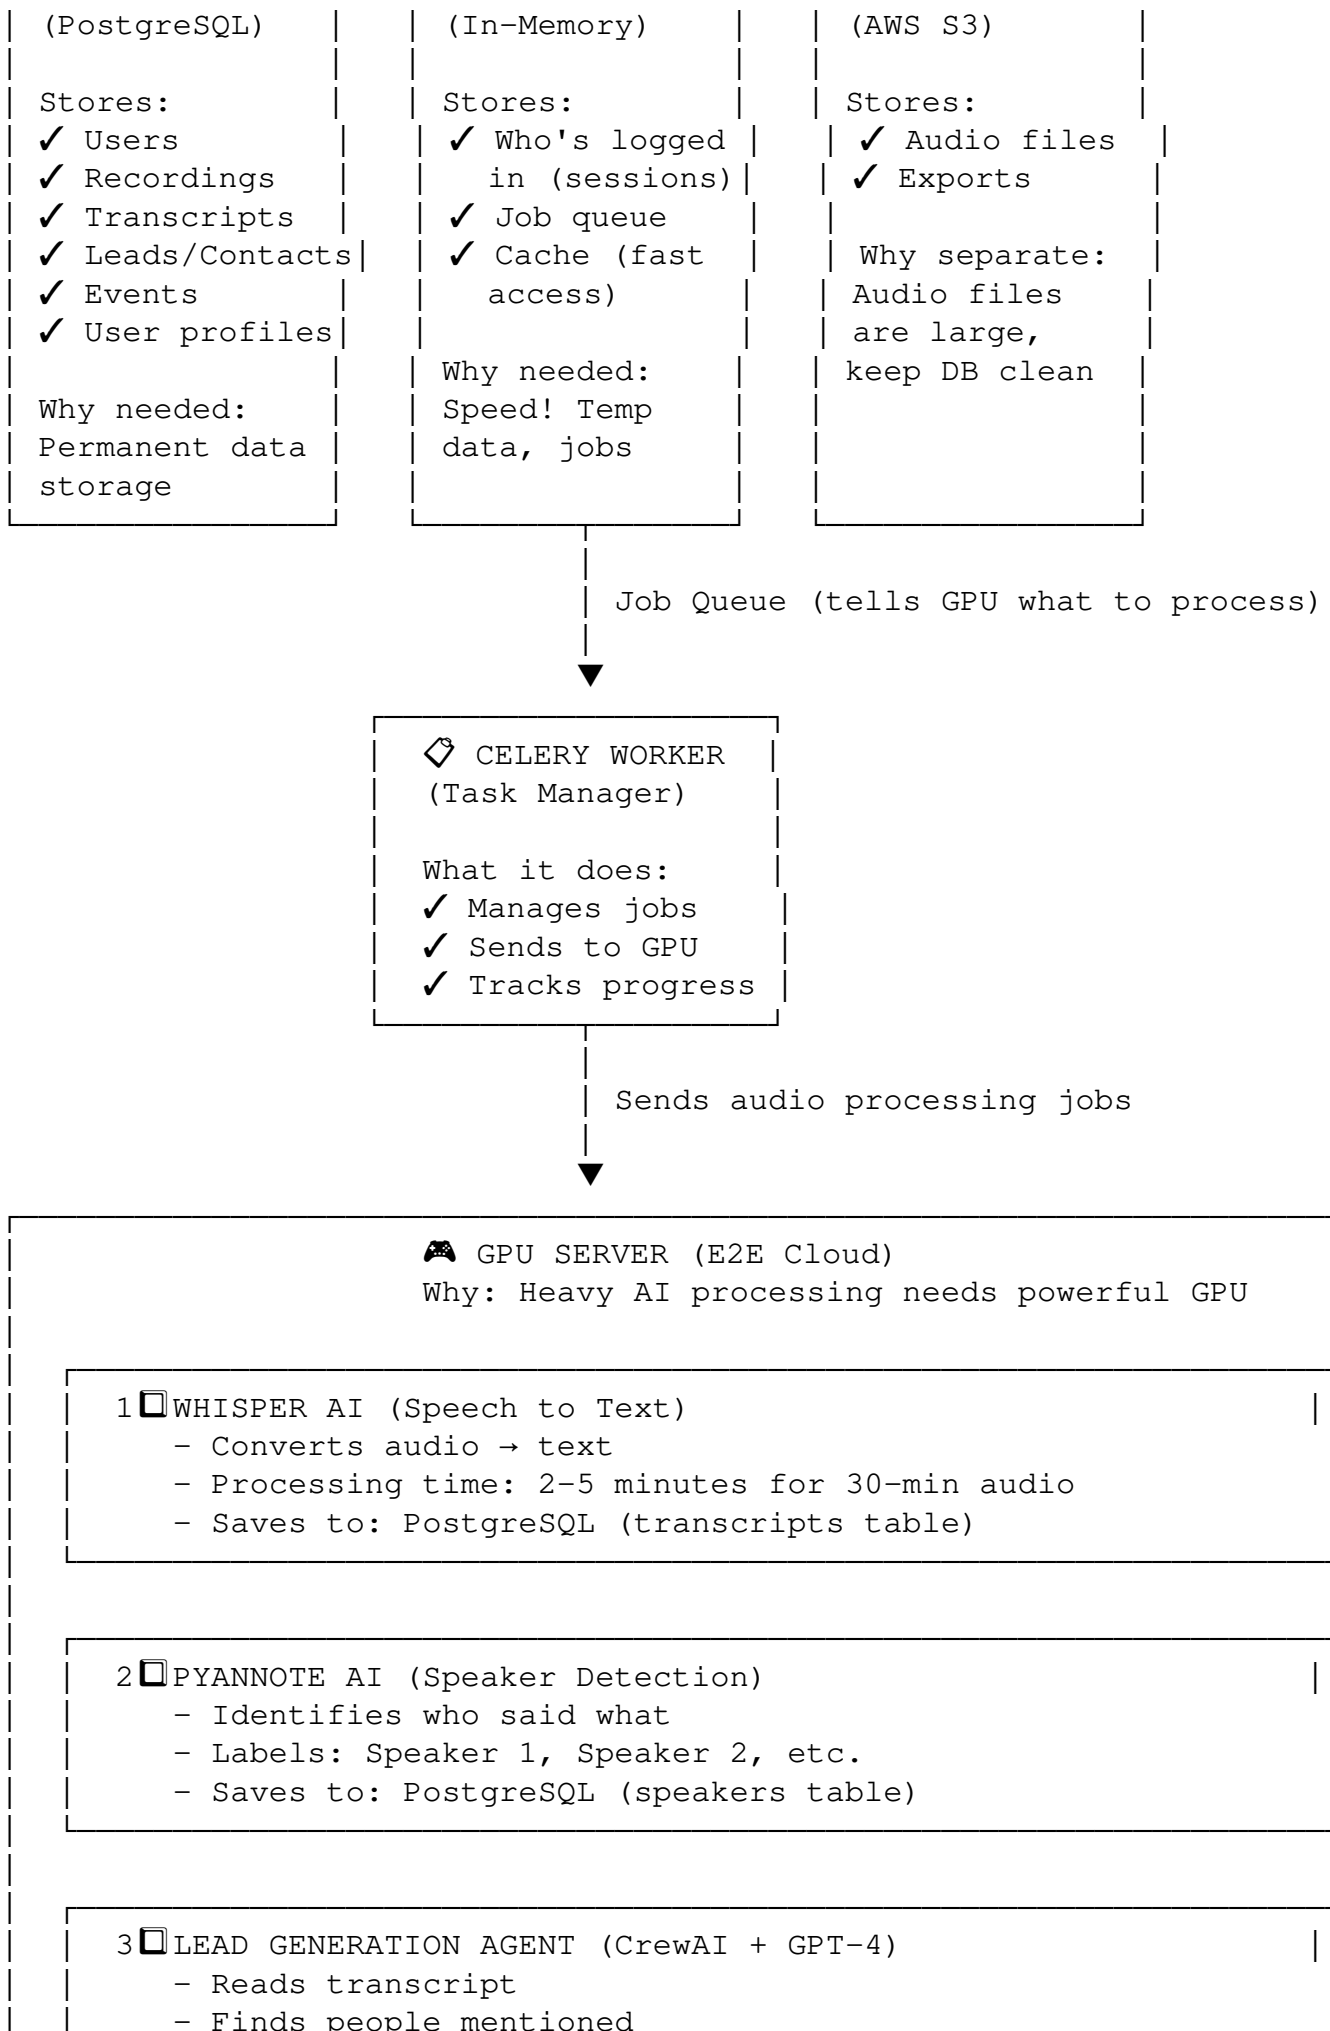 (PostgreSQL) (In-Memory) (AWS S3)
Stores: Stores: Stores:
✓ Users ✓ Who's logged ✓ Audio files
✓ Recordings in (sessions) ✓ Exports
✓ Transcripts ✓ Job queue
✓ Leads/Contacts ✓ Cache (fast Why separate:
✓ Events access) Audio files
✓ User profiles are large,
Why needed: keep DB clean
Why needed: Speed! Temp
Permanent data data, jobs
storage
Job Queue (tells GPU what to process)
📋 CELERY WORKER
(Task Manager)
What it does:
✓ Manages jobs
✓ Sends to GPU
✓ Tracks progress
Sends audio processing jobs
🎮 GPU SERVER (E2E Cloud)
Why: Heavy AI processing needs powerful GPU
1 WHISPER AI (Speech to Text)
- Converts audio → text
- Processing time: 2-5 minutes for 30-min audio
- Saves to: PostgreSQL (transcripts table)
2 PYANNOTE AI (Speaker Detection)
- Identifies who said what
- Labels: Speaker 1, Speaker 2, etc.
- Saves to: PostgreSQL (speakers table)
3 LEAD GENERATION AGENT (CrewAI + GPT-4)
- Reads transcript
- Finds people mentioned